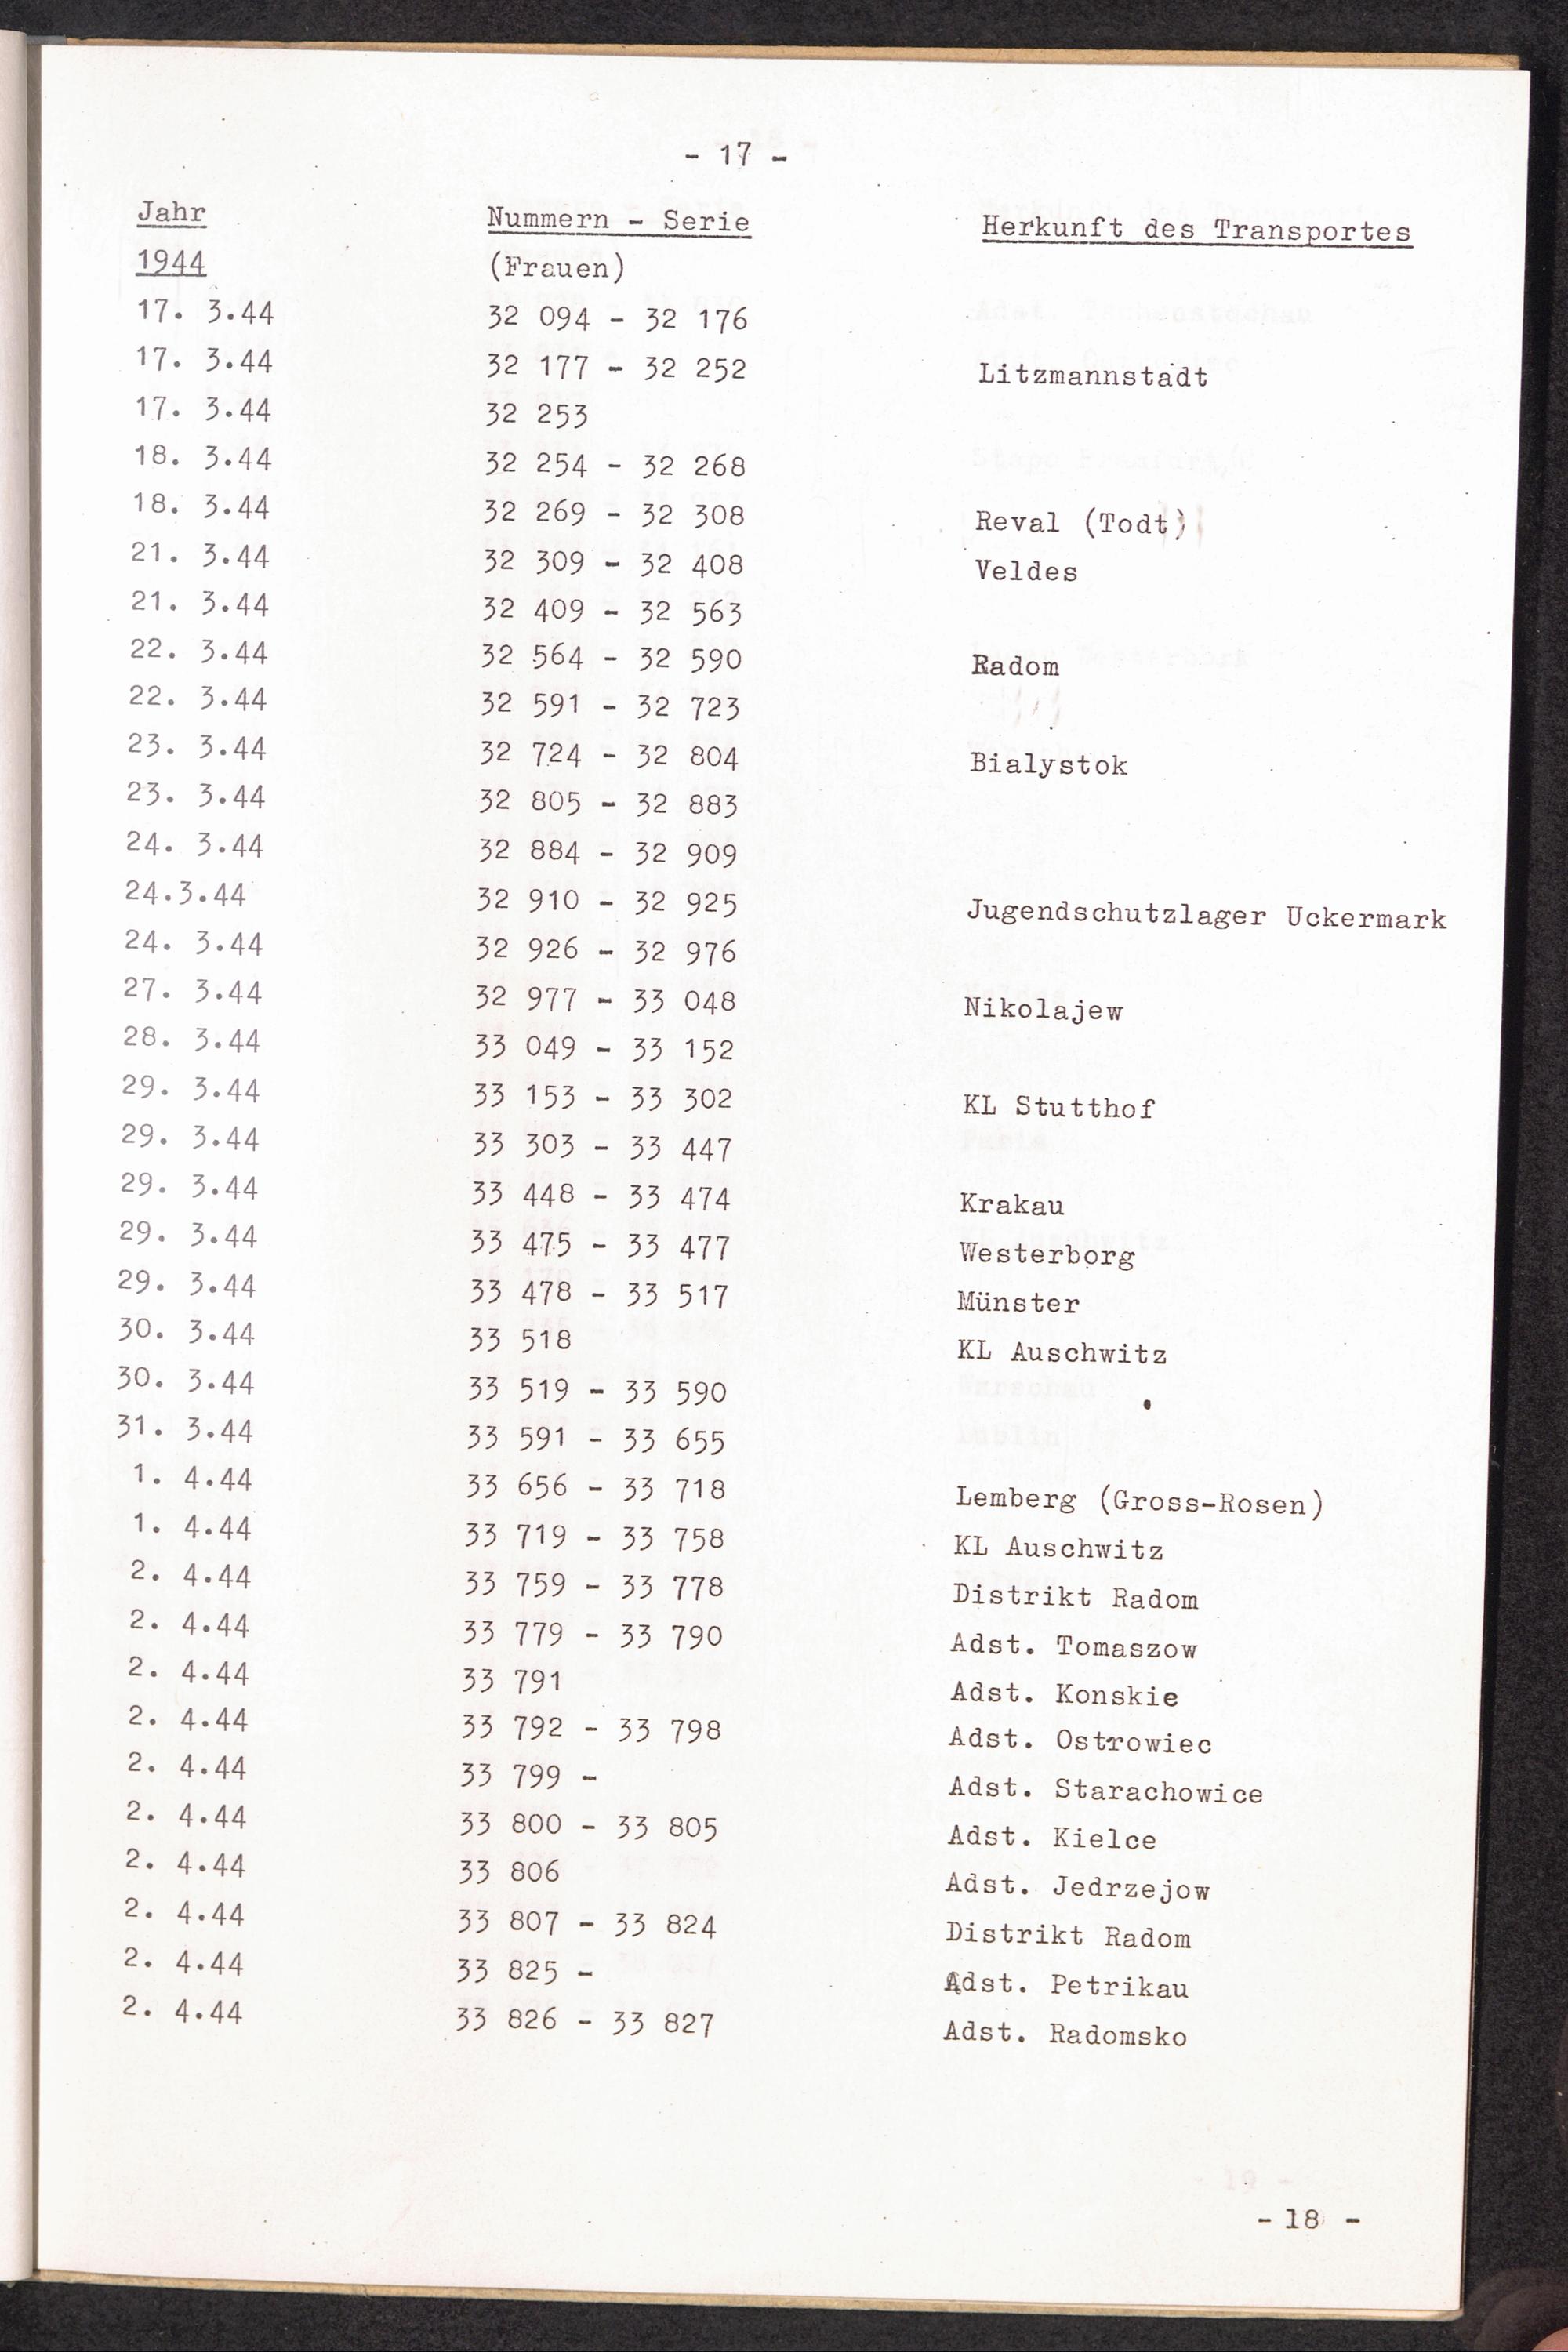 - 17 -
Jahr Nummern - Serie Herkunft des Transportes
1944 (Frauen)
17. 3.44 32 094 - 32 176
17. 3.44 32 177 - 32 252 Litzmannstadt
17. 3.44 32 253
18. 3.44 32 254 - 32 268
18. 3.44 32 269 - 32 308 Reval (Todt)
21. 3.44 32 309 - 32 408 Veldes
21. 3.44 32 409 - 32 563
22. 3.44 32 564 - 32 590 Radom
22. 3.44 32 591 - 32 723
23. 3.44 32 724 - 32 804 Bialystok
23. 3.44 32 805 - 32 883
24. 3.44 32 884 - 32 909
24.3.44 32 910 - 32 925 Jugendschutzlager Uckermark
24. 3.44 32 926 - 32 976
27. 3.44 32 977 - 33 048 Nikolajew
28. 3.44 33 049 - 33 152
29. 3.44 33 153 - 33 302 KL Stutthof
29. 3.44 33 303 - 33 447
29. 3.44 33 448 - 33 474 Krakau
29. 3.44 33 475 - 33 477 Westerborg
29. 3.44 33 478 - 33 517 Münster
30. 3.44 33 518 KL Auschwitz
30. 3.44 33 519 - 33 590
31. 3.44 33 591 - 33 655
1. 4.44 33 656 - 33 718 Lemberg (Gross-Rosen)
1. 4.44 33 719 - 33 758 KL Auschwitz
2. 4.44 33 759 - 33 778 Distrikt Radom
2. 4.44 33 779 - 33 790 Adst. Tomaszow
2. 4.44 33 791 Adst. Konskie
2. 4.44 33 792 - 33 798 Adst. Ostrowiec
2. 4.44 33 799 - Adst. Starachowice
2. 4.44 33 800 - 33 805 Adst. Kielce
2. 4.44 33 806 Adst. Jedrzejow
2. 4.44 33 807 - 33 824 Distrikt Radom
2. 4.44 33 825 - Adst. Petrikau
2. 4.44 33 826 - 33 827 Adst. Radomsko
- 18 -